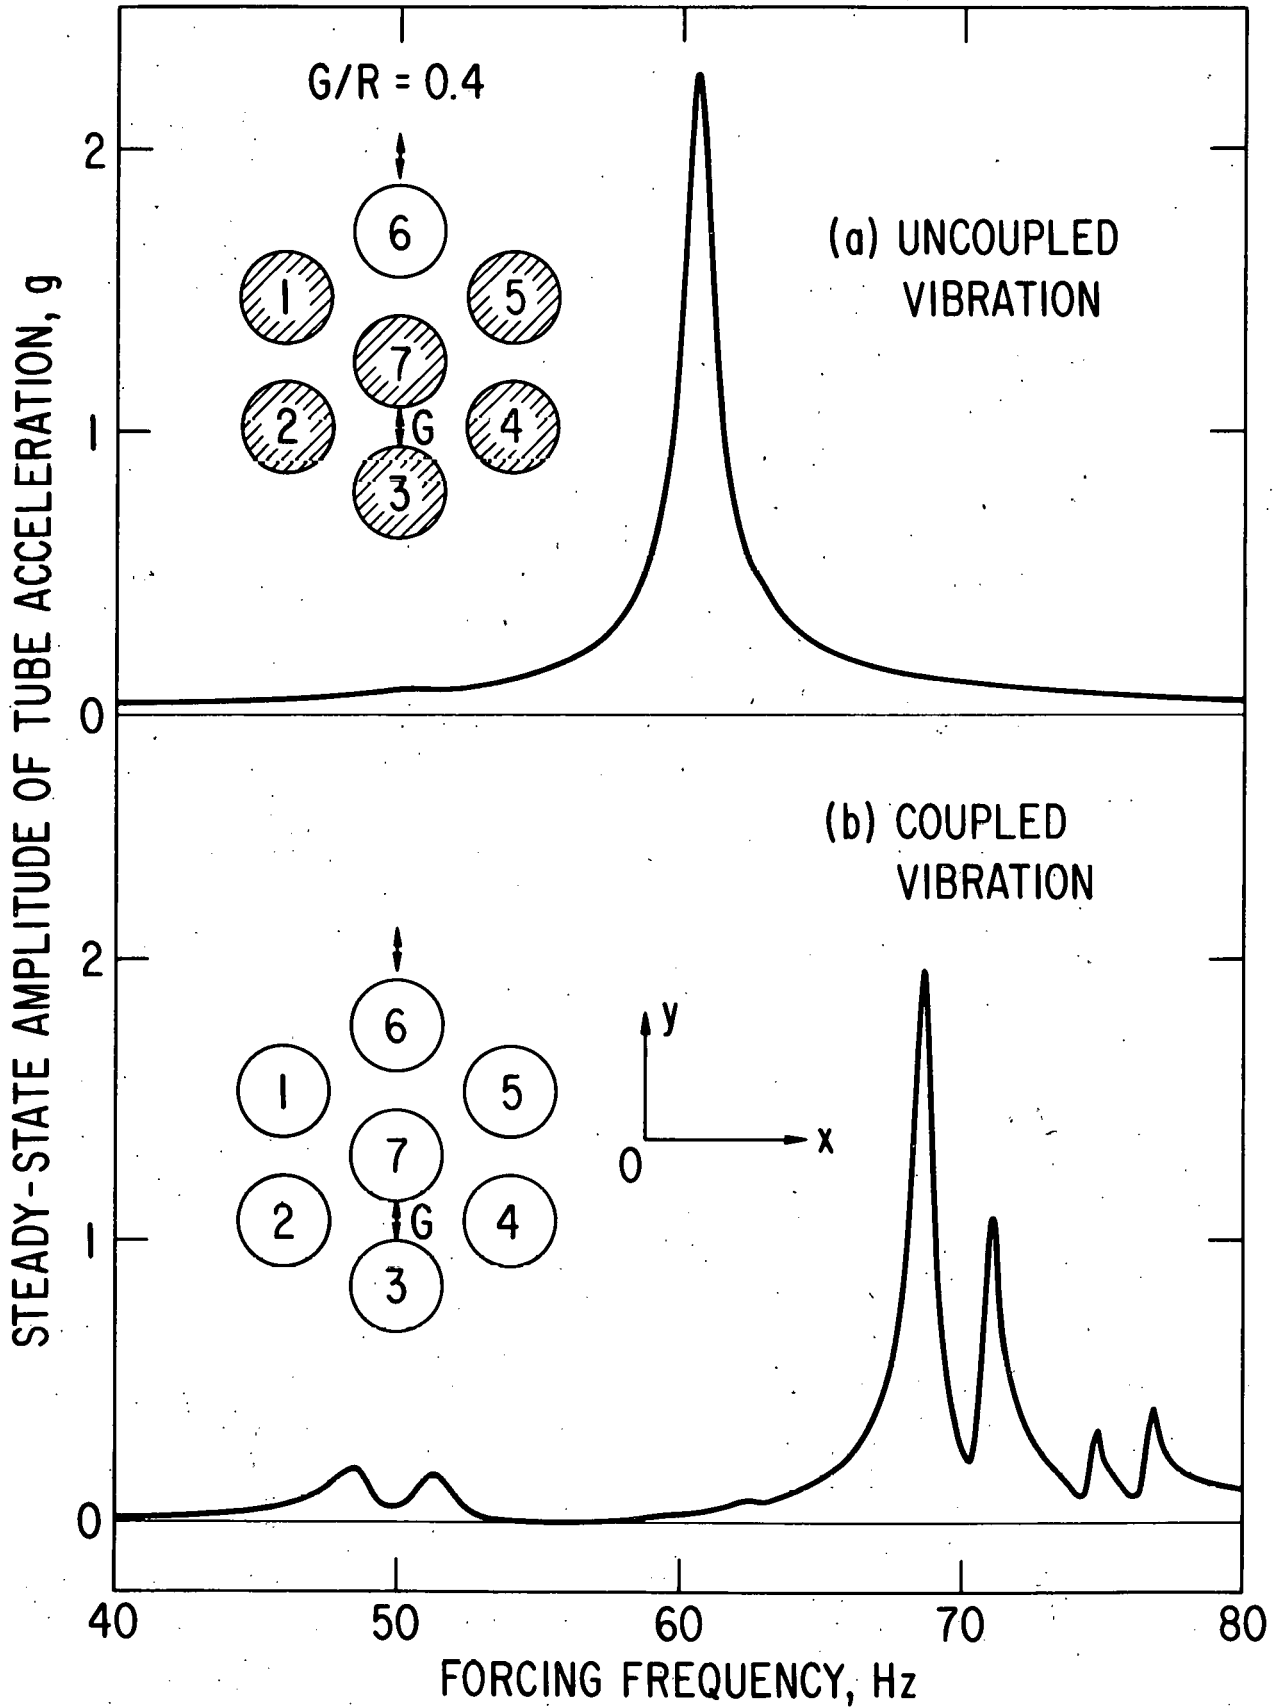 STEADY-STATE AMPLITUDE OF TUBE ACCELERATION, g
G/R = 0.4
2
1
0
6
1
5
7
2
G
4
3
(a) UNCOUPLED
VIBRATION
(b) COUPLED
VIBRATION
2
1
0
6
1
5
7
2
G
4
3
y
O
x
40
50
60
70
80
FORCING FREQUENCY, Hz